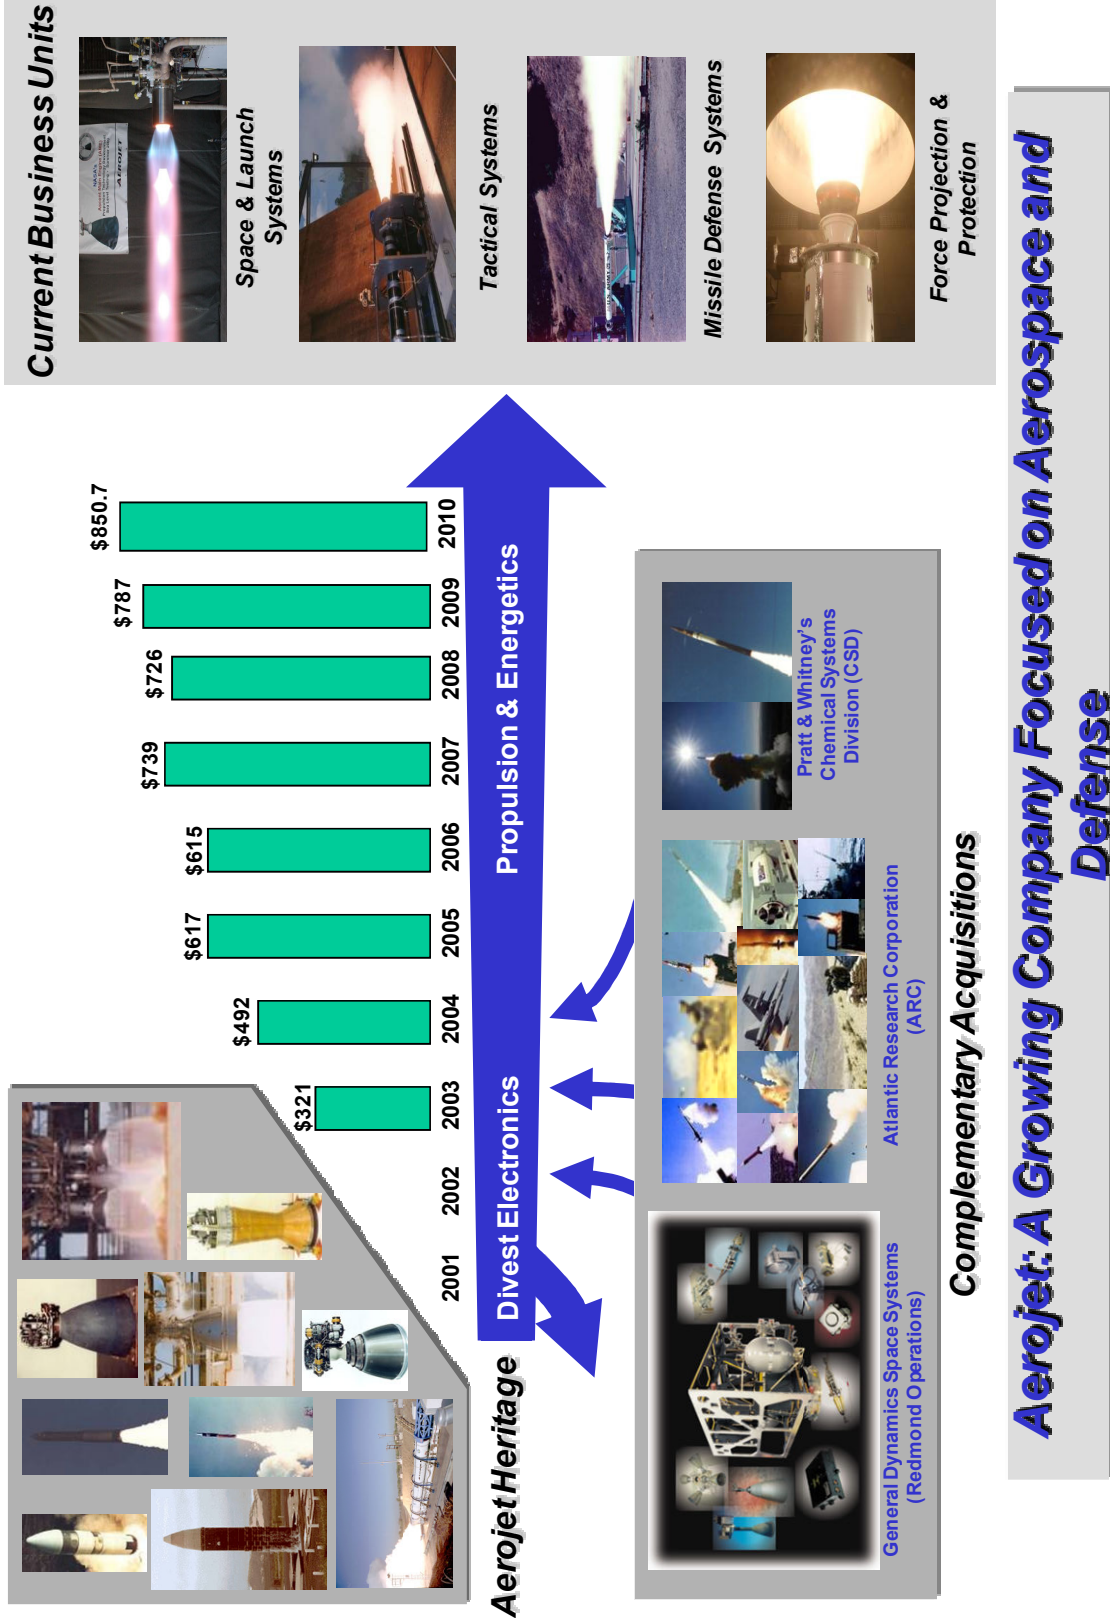 Aerojet Heritage
Current Business Units
$321
$492
$617
$615
$739
$726
$787
$850.7
2001
2002
2003
2004
2005
2006
2007
2008
2009
2010
Divest Electronics
Propulsion & Energetics
NASA's
AEROJET
Space & Launch
Systems
Tactical Systems
U.S. ARMY
Missile Defense Systems
Force Projection &
Protection
General Dynamics Space Systems
(Redmond Operations)
Atlantic Research Corporation
(ARC)
Pratt & Whitney's
Chemical Systems
Division (CSD)
Complementary Acquisitions
Aerojet: A Growing Company Focused on Aerospace and
Defense